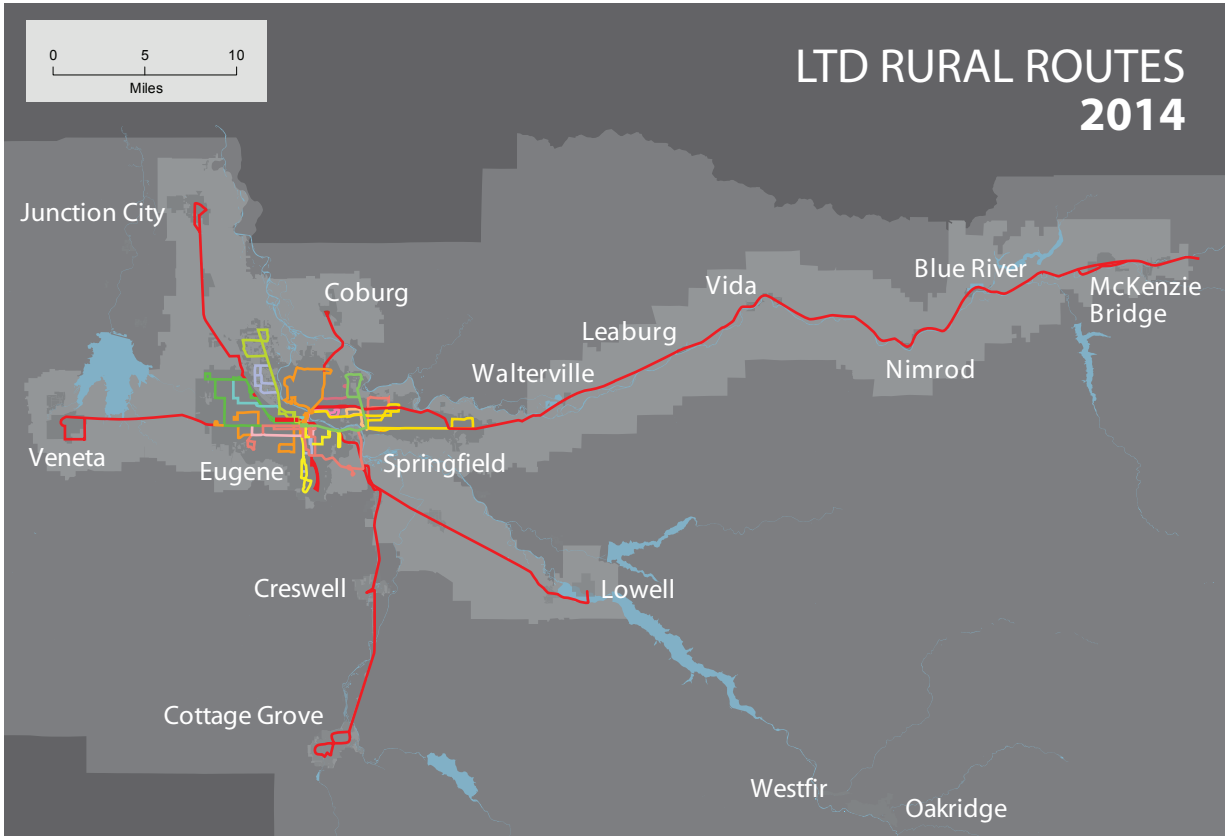 0 5 10
Miles
LTD RURAL ROUTES
2014
Junction City
Coburg
Vida
Blue River
McKenzie
Bridge
Leaburg
Walterville
Nimrod
Veneta
Eugene
Springfield
Creswell
Lowell
Cottage Grove
Westfir
Oakridge